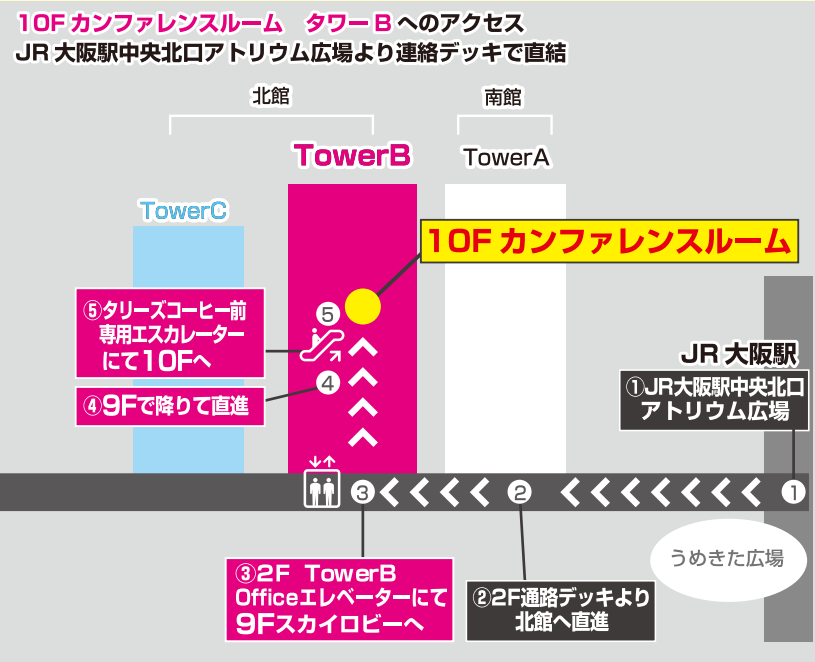 10F カンファレンスルーム　タワーB へのアクセス
JR 大阪駅中央北口アトリウム広場より連絡デッキで直結
北館
南館
TowerB
TowerA
TowerC
10F カンファレンスルーム
⑤タリーズコーヒー前
専用エスカレーター
にて10Fへ
⑤
④9Fで降りて直進
④
JR 大阪駅
①JR大阪駅中央北口
アトリウム広場
③
②
①
うめきた広場
③2F TowerB
Officeエレベーターにて
9Fスカイロビーへ
②2F通路デッキより
北館へ直進